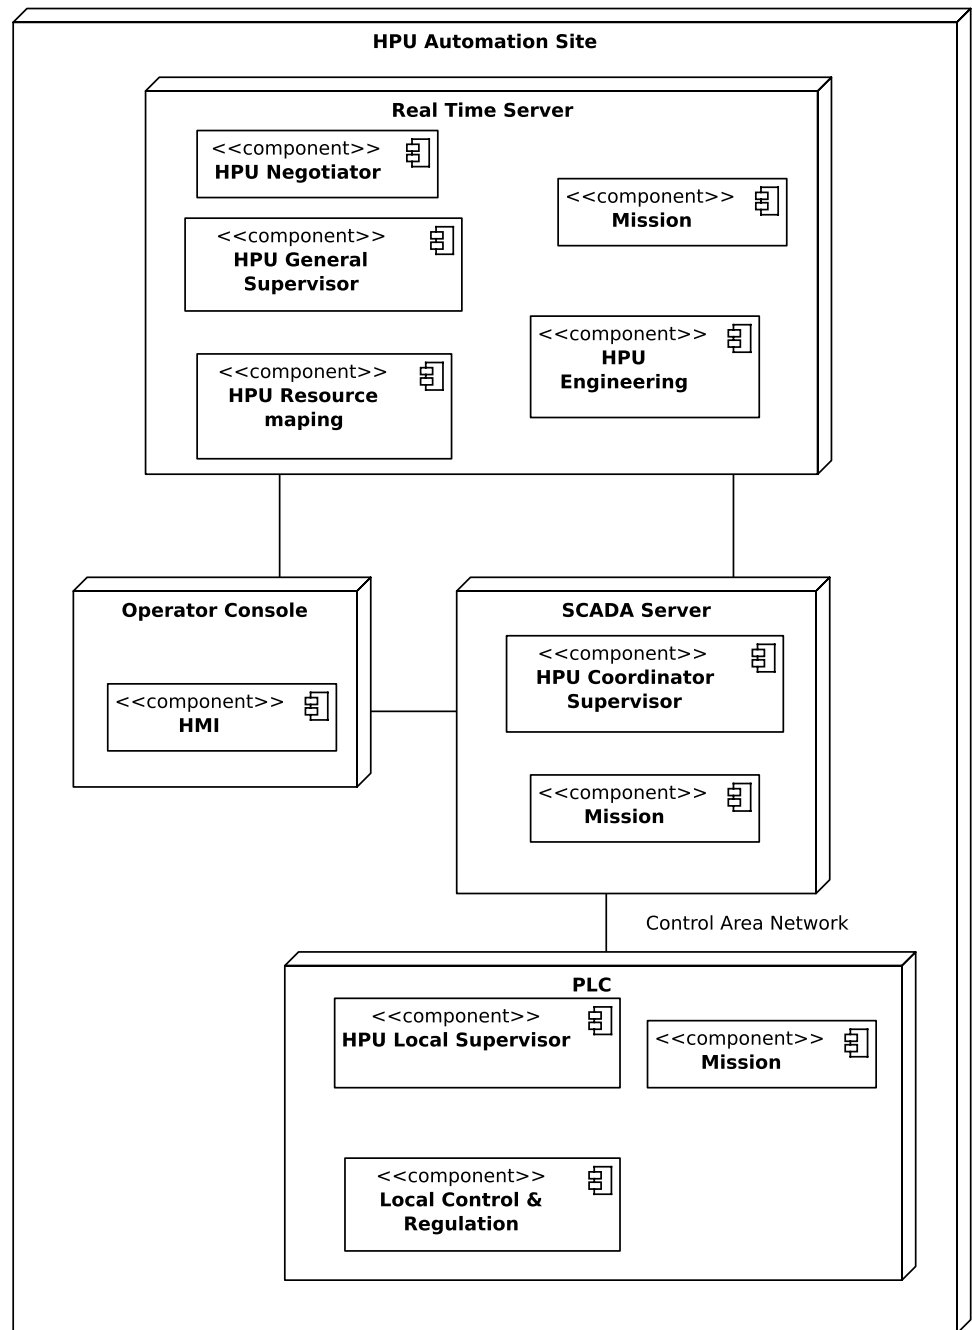 HPU Automation Site
Real Time Server
<<component>>
HPU Negotiator
<<component>>
Mission
<<component>>
HPU General
Supervisor
<<component>>
HPU
Engineering
<<component>>
HPU Resource
maping
Operator Console
<<component>>
HMI
SCADA Server
<<component>>
HPU Coordinator
Supervisor
<<component>>
Mission
Control Area Network
PLC
<<component>>
HPU Local Supervisor
<<component>>
Mission
<<component>>
Local Control &
Regulation